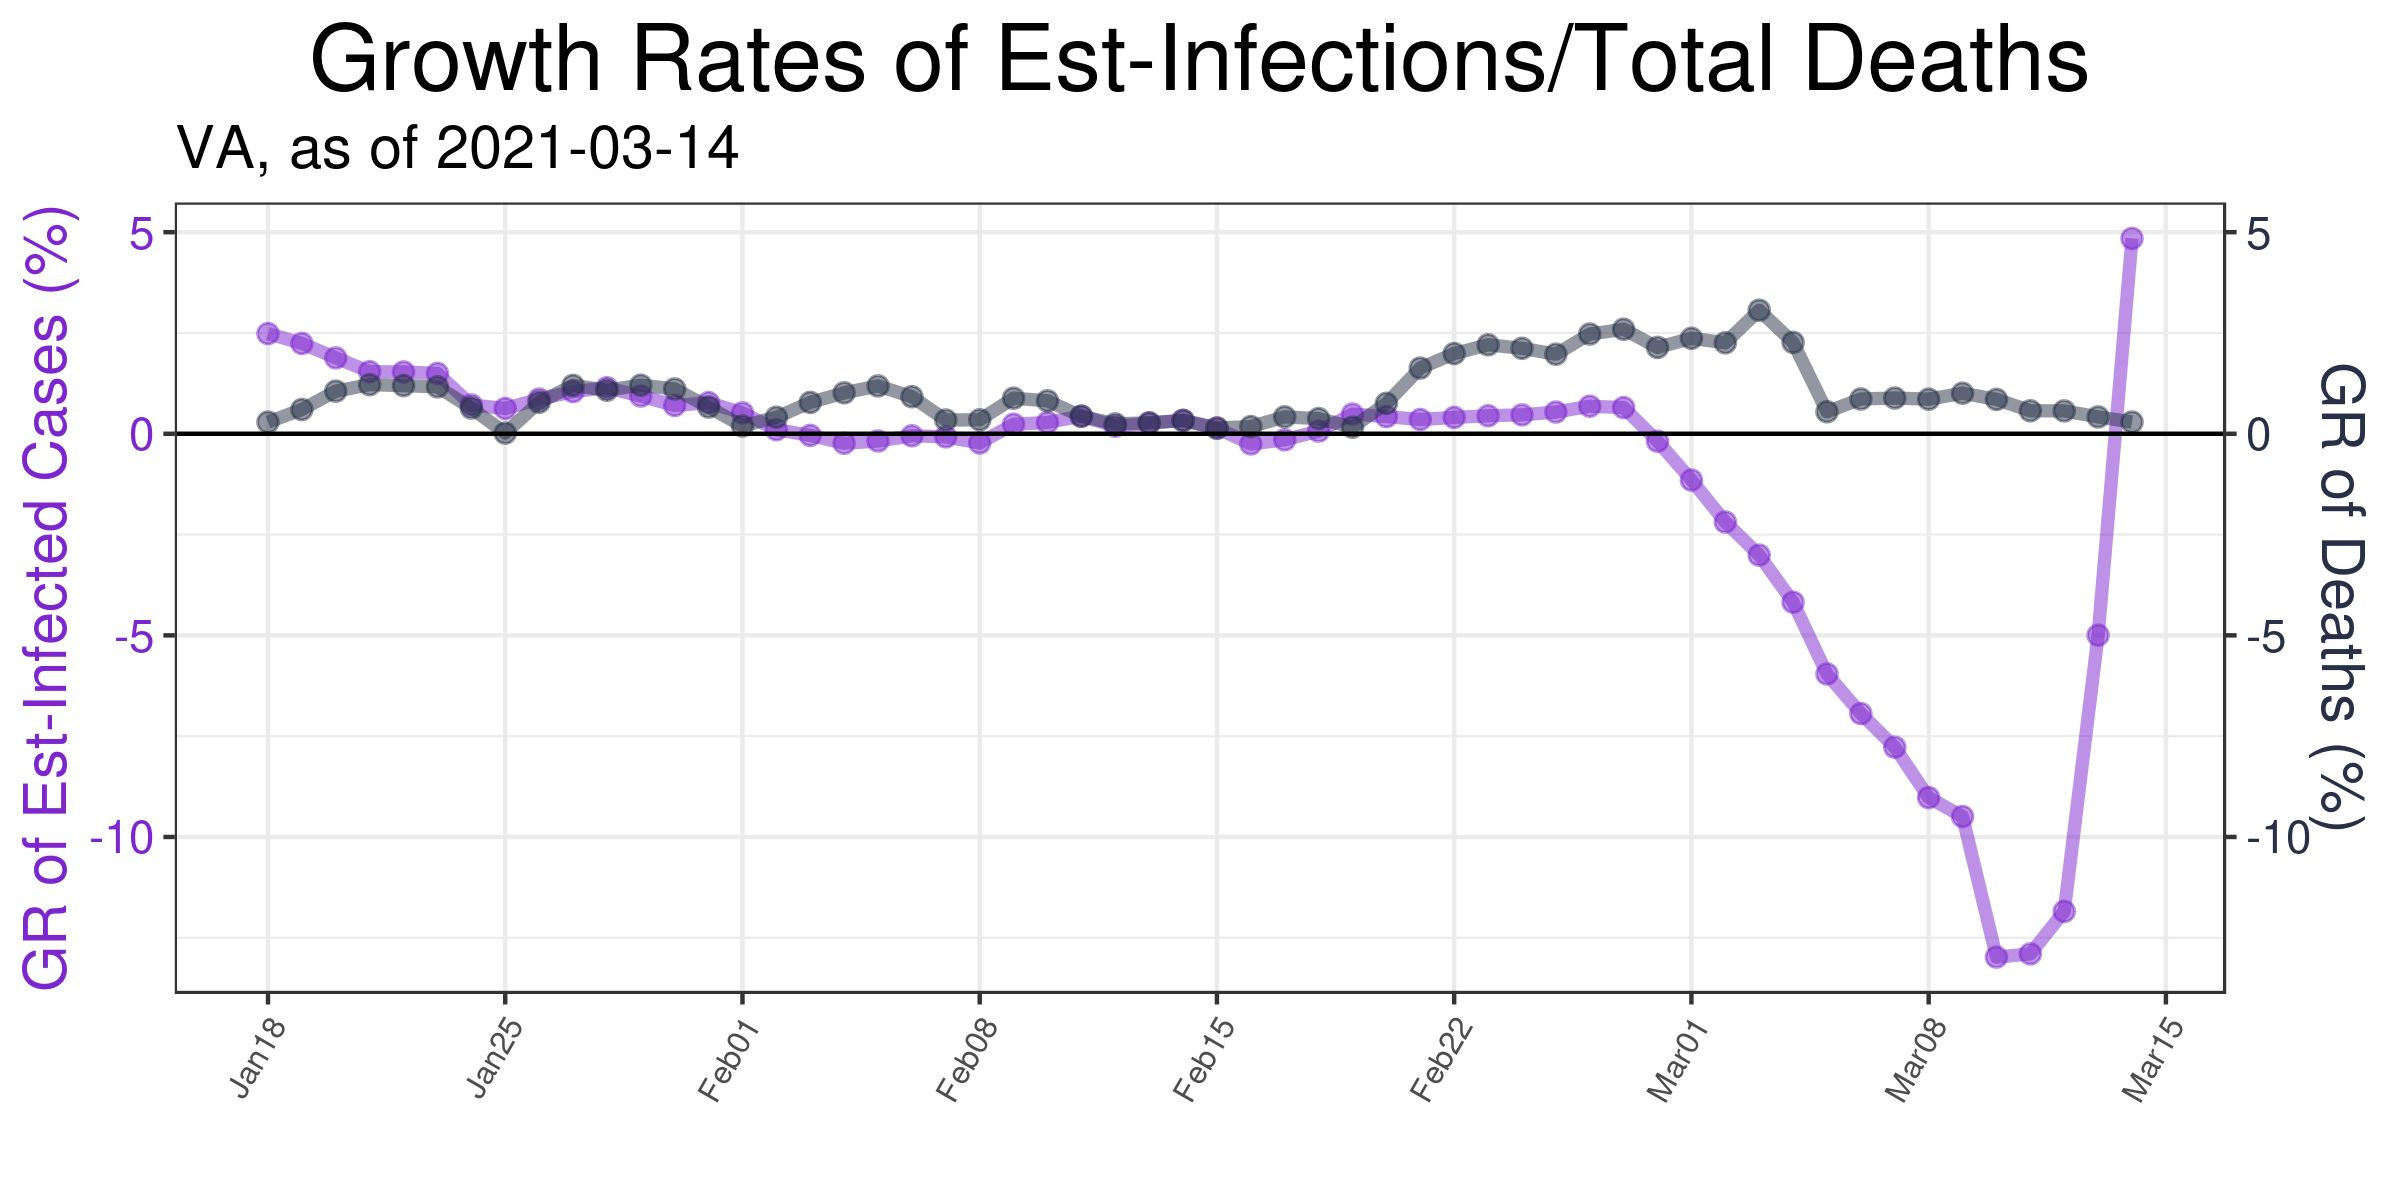 Growth Rates of Est-Infections/Total Deaths
VA, as of 2021-03-14
GR of Est-Infected Cases (%)
5
0
-5
-10
5
0
-5
-10
GR of Deaths (%)
Jan18
Jan25
Feb01
Feb08
Feb15
Feb22
Mar01
Mar08
Mar15